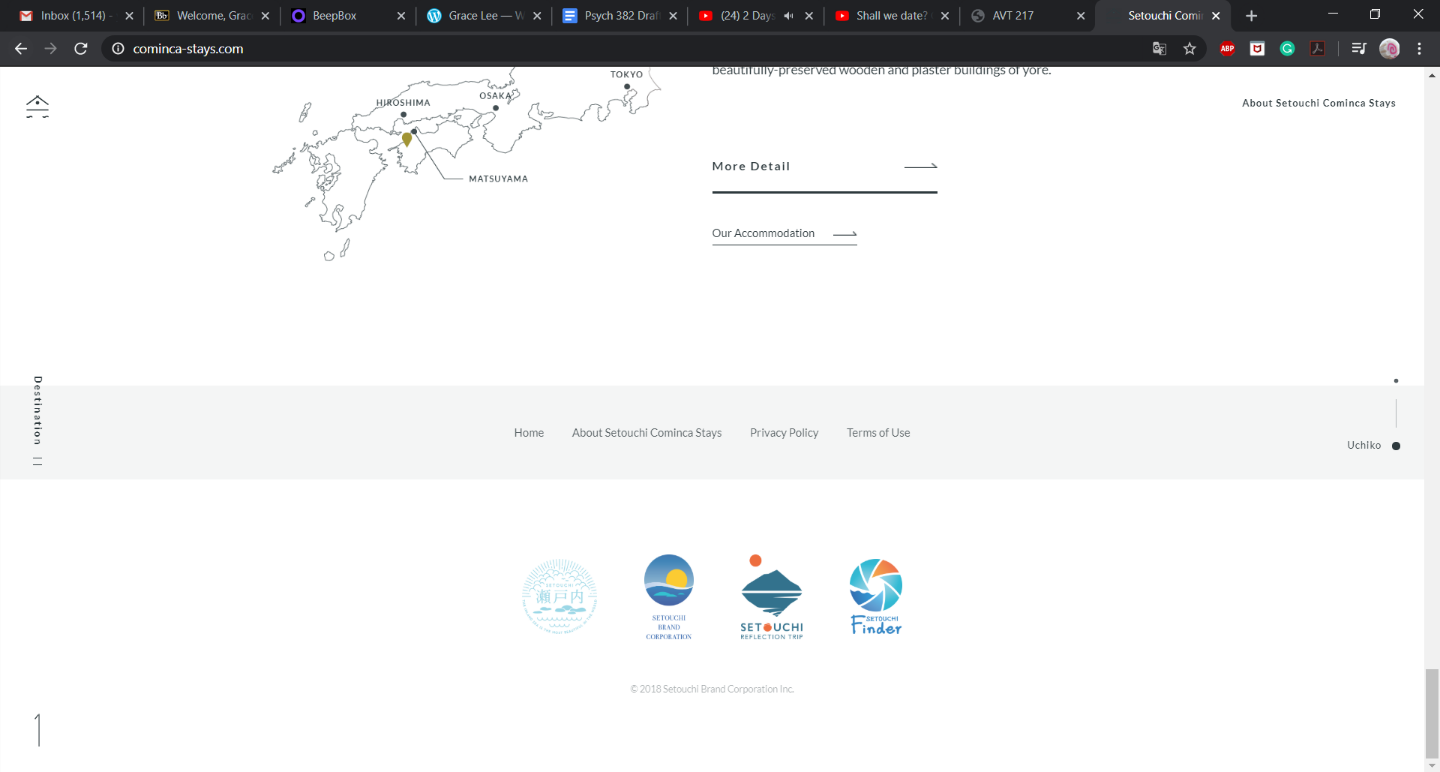 Inbox (1,514) -
Welcome, Grac
BeepBox
Grace Lee — W
Psych 382 Draf
(24) 2 Days
Shall we date?
AVT 217
Setouchi Comi
cominca-stays.com
ABP
beautifully-preserved wooden and plaster buildings of yore.
TOKYO
OSAKA
HIROSHIMA
MATSUYAMA
About Setouchi Cominca Stays
More Detail
Our Accommodation
Destination
Home About Setouchi Cominca Stays Privacy Policy Terms of Use
Uchiko
SETOUCHI
瀬戸内
SETOUCHI
BRAND
CORPORATION
SETOUCHI
REFLECTION TRIP
SETOUCHI
Finder
© 2018 Setouchi Brand Corporation Inc.